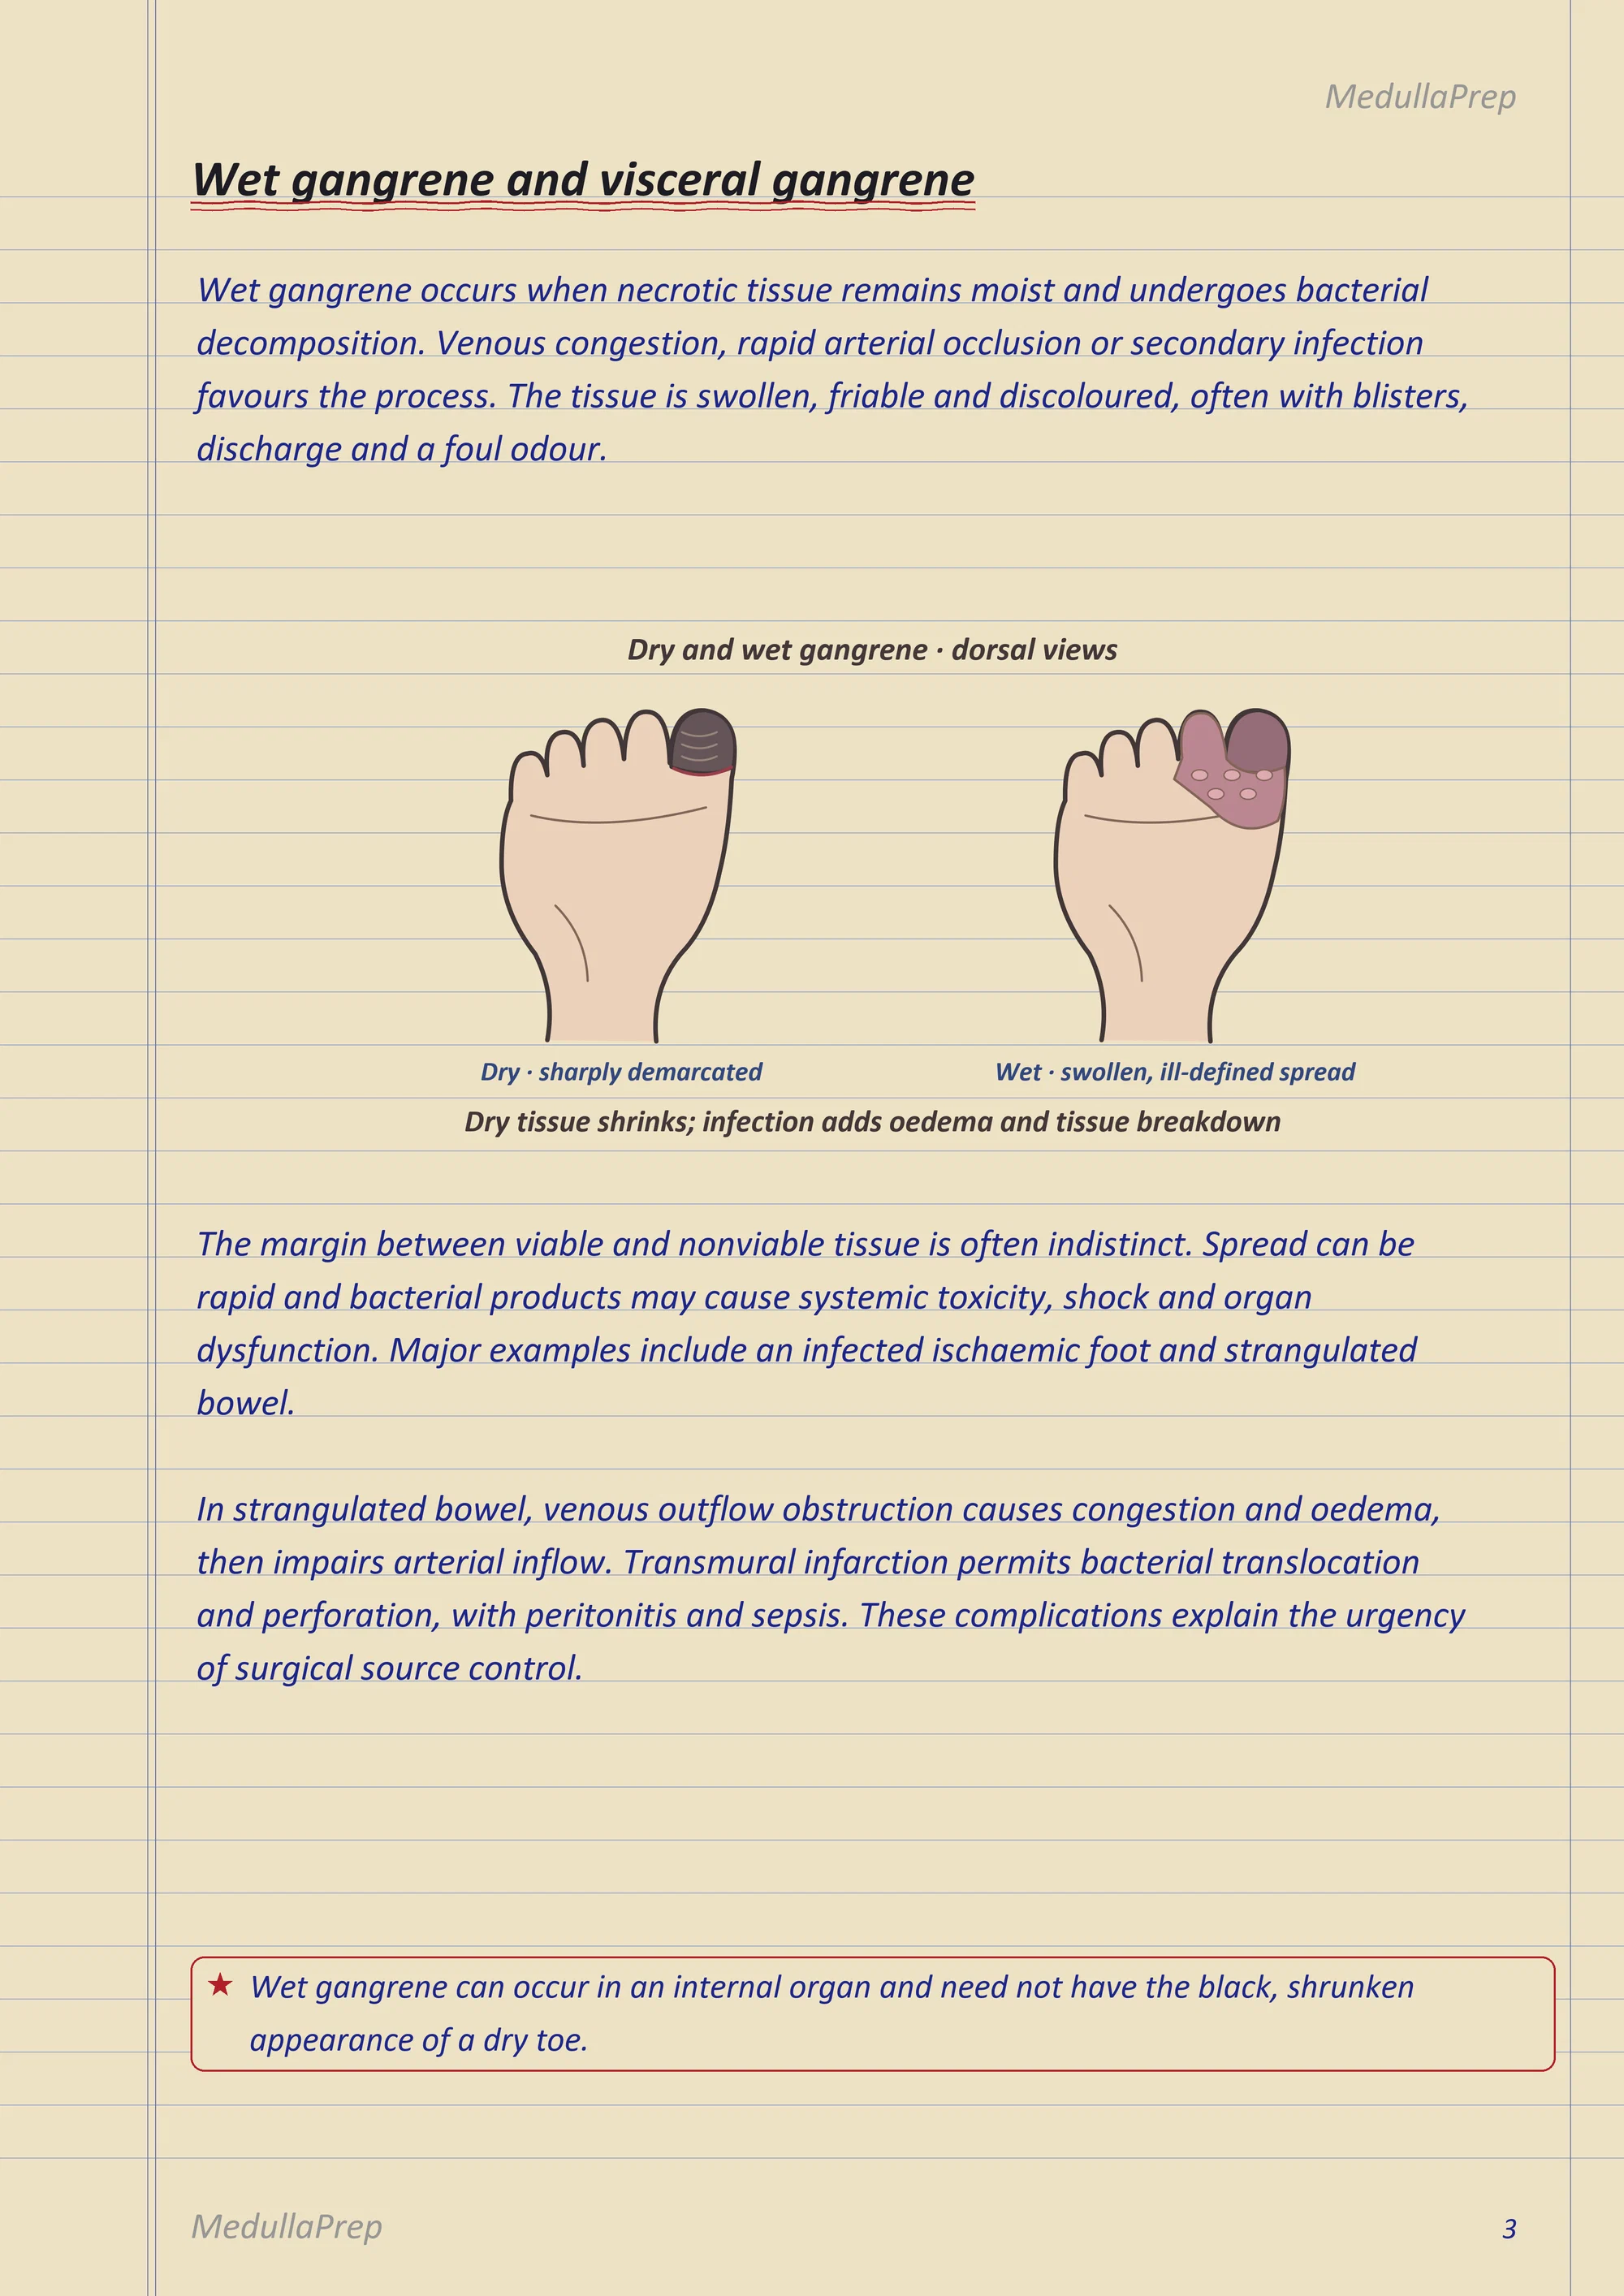 MedullaPrep
Wet gangrene and visceral gangrene
Wet gangrene occurs when necrotic tissue remains moist and undergoes bacterial
decomposition. Venous congestion, rapid arterial occlusion or secondary infection
favours the process. The tissue is swollen, friable and discoloured, often with blisters,
discharge and a foul odour.
Dry and wet gangrene · dorsal views
Dry · sharply demarcated
Wet · swollen, ill-defined spread
Dry tissue shrinks; infection adds oedema and tissue breakdown
The margin between viable and nonviable tissue is often indistinct. Spread can be
rapid and bacterial products may cause systemic toxicity, shock and organ
dysfunction. Major examples include an infected ischaemic foot and strangulated
bowel.
In strangulated bowel, venous outflow obstruction causes congestion and oedema,
then impairs arterial inflow. Transmural infarction permits bacterial translocation
and perforation, with peritonitis and sepsis. These complications explain the urgency
of surgical source control.
★ Wet gangrene can occur in an internal organ and need not have the black, shrunken
appearance of a dry toe.
MedullaPrep
3